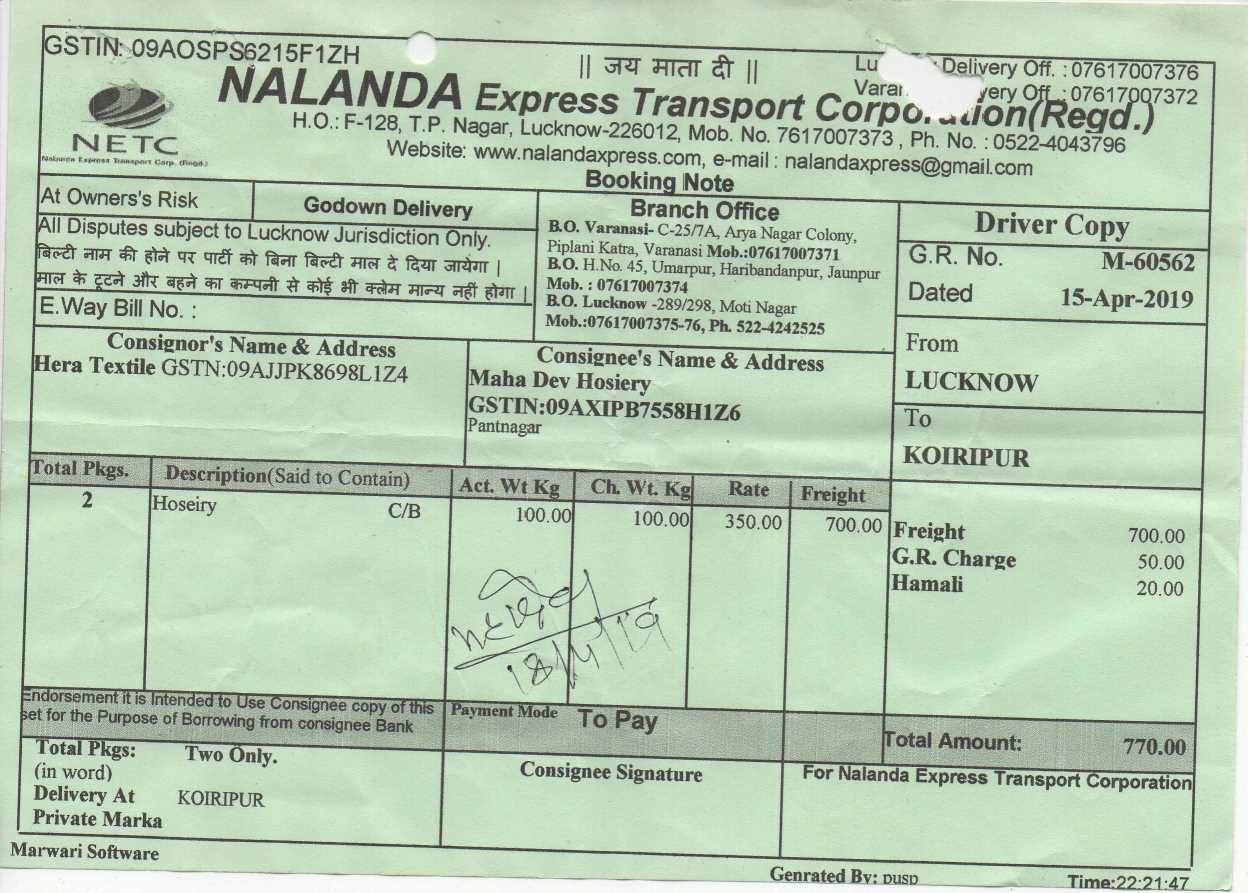 GSTIN: 09AOSPS6215F1ZH
|| जय माता दी ||
Delivery Off. : 07617007376
Off. : 07617007372
NALANDA Express Transport Corporation(Regd.)
NETC
Nalanda Express Transport Corp. (Regd.)
H.O.: F-128, T.P. Nagar, Lucknow-226012, Mob. No. 7617007373 , Ph. No. : 0522-4043796
Website: www.nalandaxpress.com, e-mail : nalandaxpress@gmail.com
Booking Note
At Owners's Risk
Godown Delivery
All Disputes subject to Lucknow Jurisdiction Only.
बिल्टी नाम की होने पर पार्टी को बिना बिल्टी माल दे दिया जायेगा |
माल के टूटने और बहने का कम्पनी से कोई भी क्लेम मान्य नहीं होगा |
E.Way Bill No. :
Branch Office
B.O. Varanasi- C-25/7A, Arya Nagar Colony,
Piplani Katra, Varanasi Mob.:07617007371
B.O. H.No. 45, Umarpur, Haribandanpur, Jaunpur
Mob. : 07617007374
B.O. Lucknow -289/298, Moti Nagar
Mob.:07617007375-76, Ph. 522-4242525
Driver Copy
G.R. No. M-60562
Dated 15-Apr-2019
From
LUCKNOW
To
KOIRIPUR
Consignor's Name & Address
Hera Textile GSTN:09AJJPK8698L1Z4
Consignee's Name & Address
Maha Dev Hosiery
GSTIN:09AXIPB7558H1Z6
Pantnagar
Total Pkgs. Description(Said to Contain) Act. Wt Kg Ch. Wt. Kg Rate Freight
2 Hoseiry C/B 100.00 100.00 350.00 700.00
Freight 700.00
G.R. Charge 50.00
Hamali 20.00
18/4/19
Endorsement it is Intended to Use Consignee copy of this
set for the Purpose of Borrowing from consignee Bank
Payment Mode To Pay
Total Amount: 770.00
Total Pkgs: Two Only.
(in word)
Delivery At KOIRIPUR
Private Marka
Consignee Signature
For Nalanda Express Transport Corporation
Marwari Software
Genrated By: pusp
Time:22:21:47